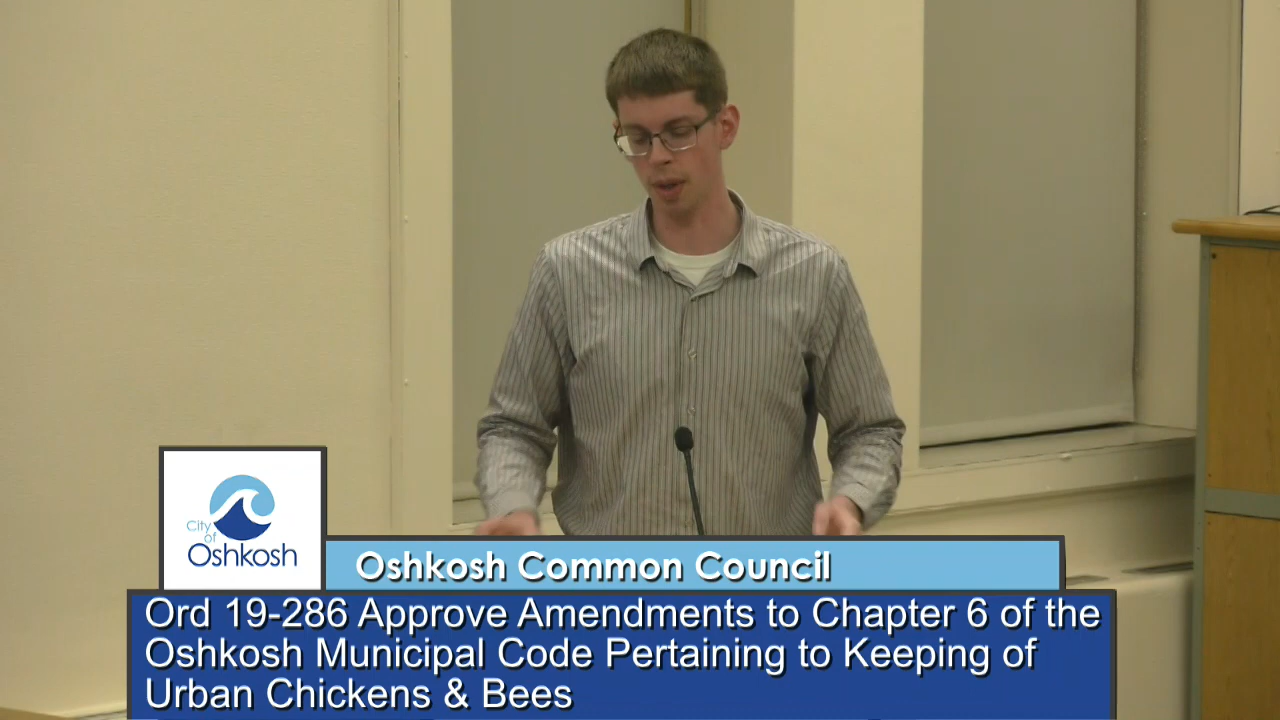 City
of
Oshkosh
Oshkosh Common Council
Ord 19-286 Approve Amendments to Chapter 6 of the
Oshkosh Municipal Code Pertaining to Keeping of
Urban Chickens & Bees